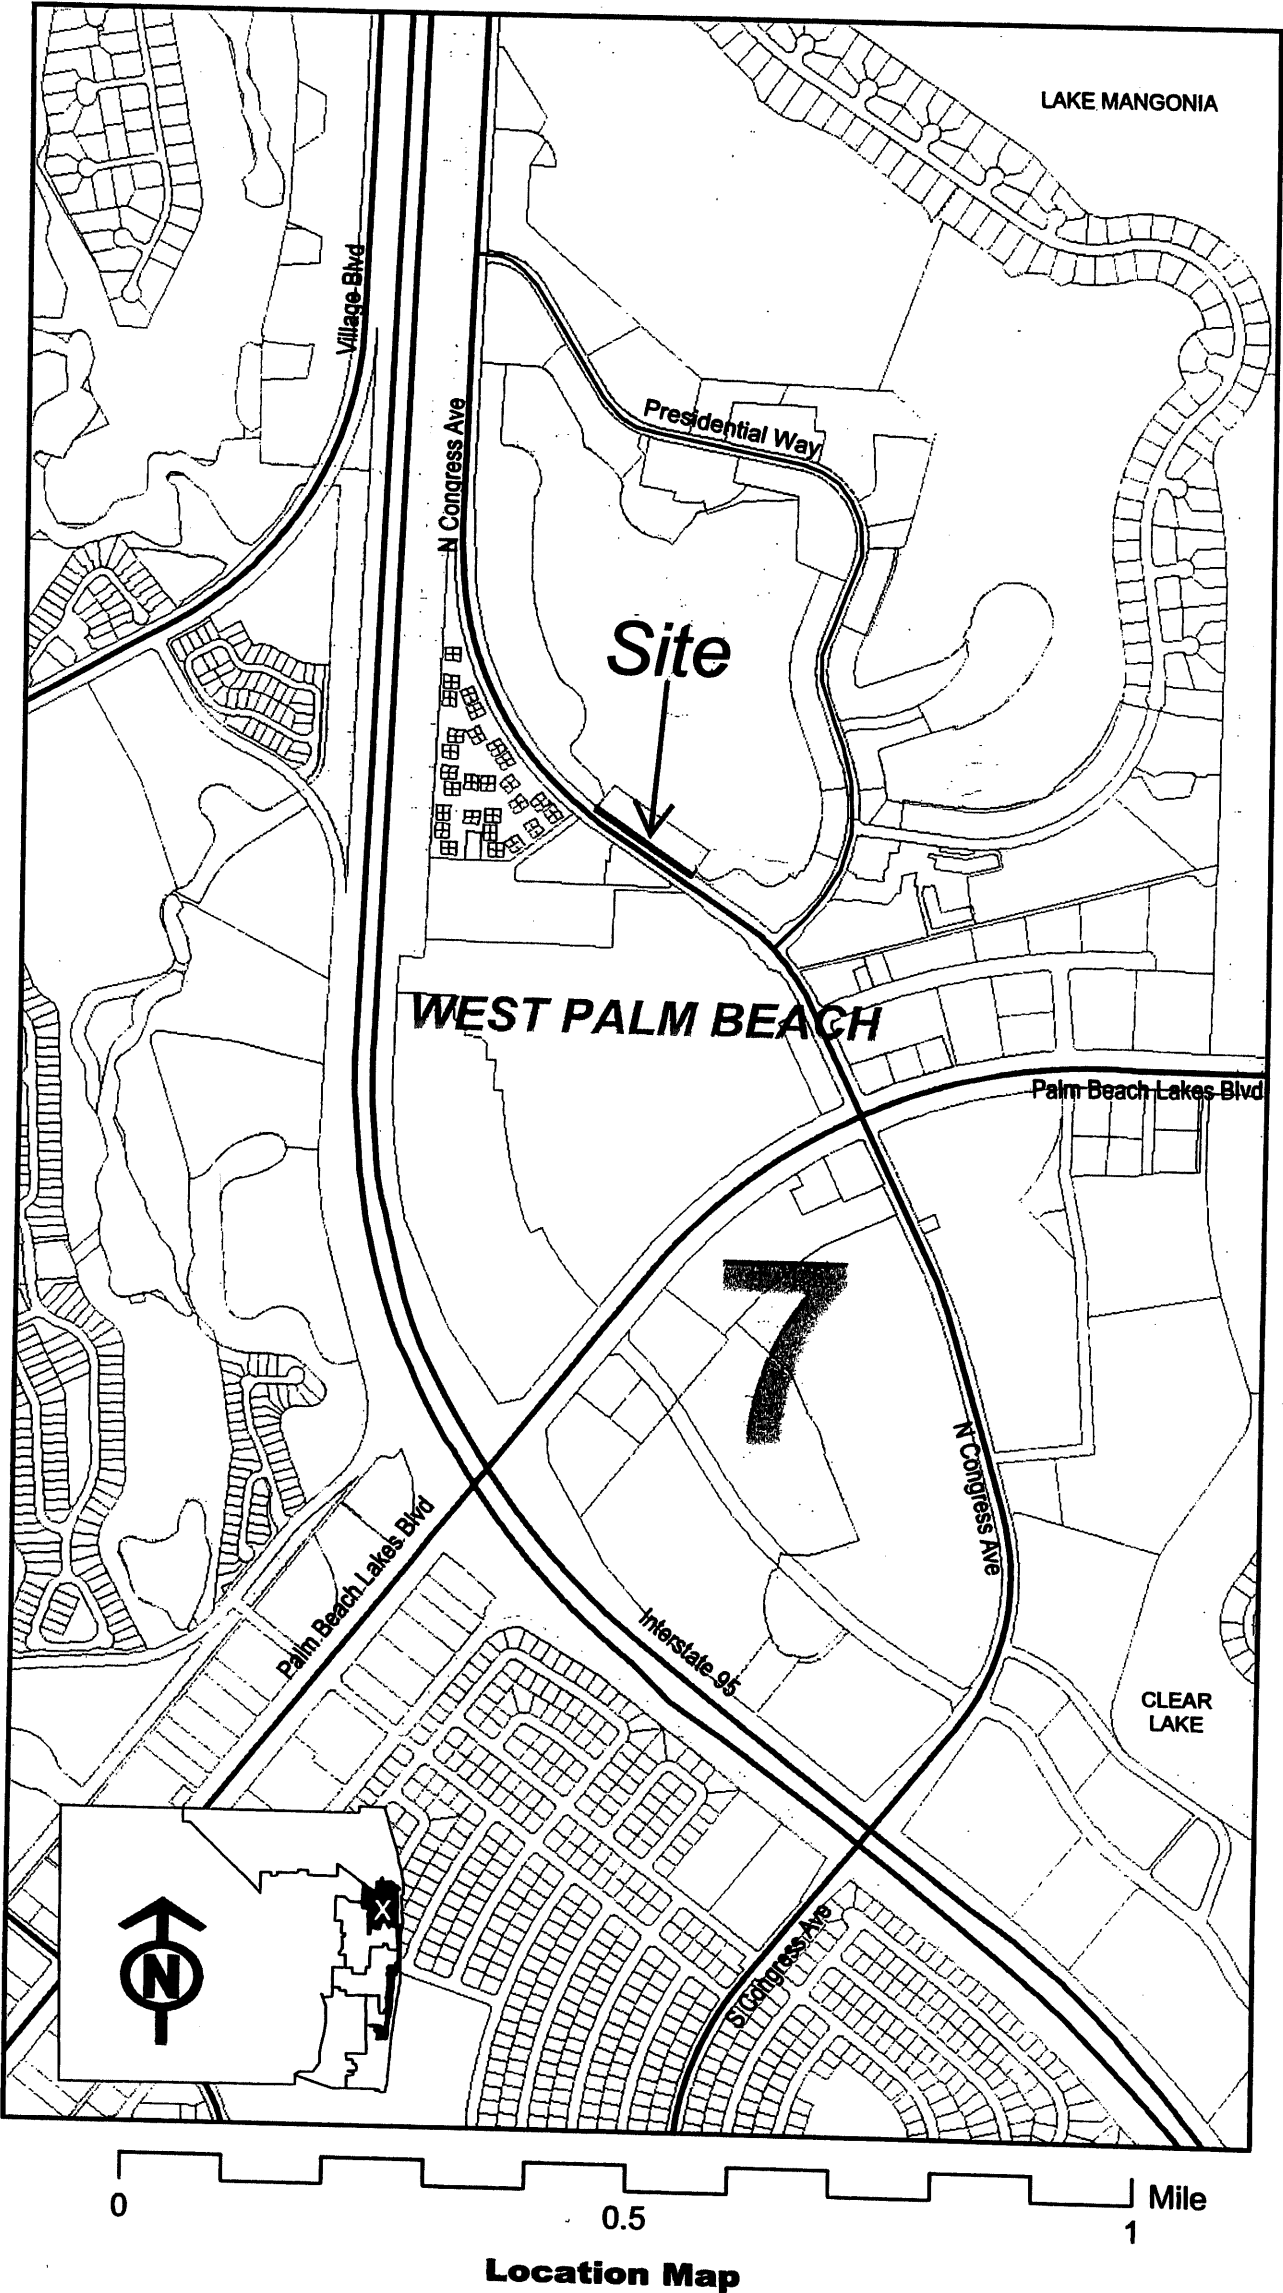 LAKE MANGONIA
Village Blvd
N Congress Ave
Presidential Way
Site
WEST PALM BEACH
Palm Beach Lakes Blvd
7
N Congress Ave
Palm Beach Lakes Blvd
Interstate 95
CLEAR
LAKE
X
N
S Congress Ave
0
0.5
1
Mile
Location Map